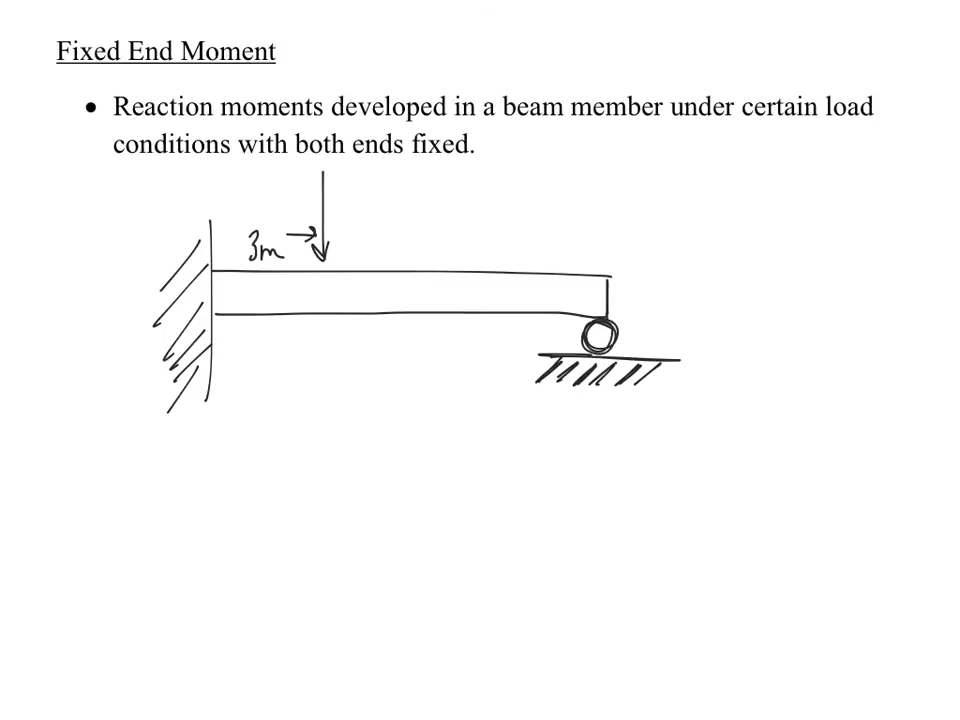 Fixed End Moment
• Reaction moments developed in a beam member under certain load
conditions with both ends fixed.
3m